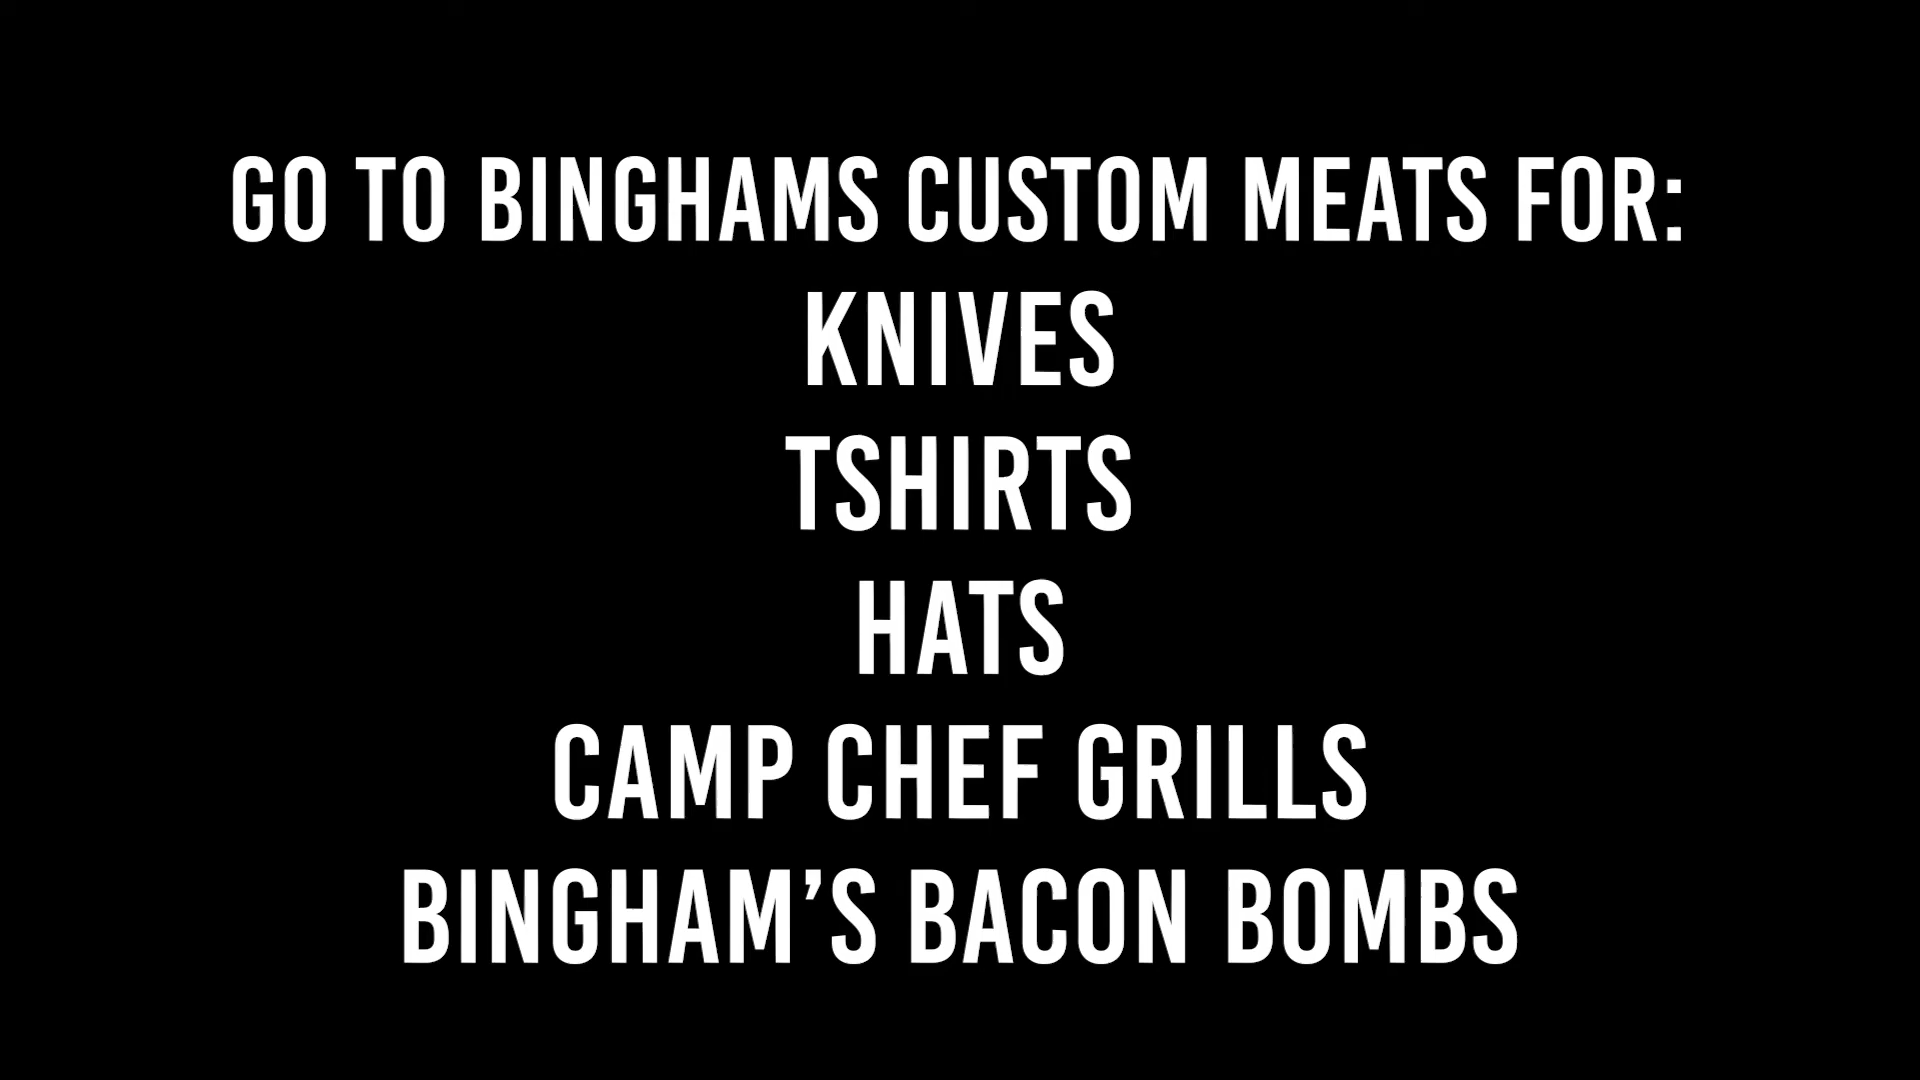 GO TO BINGHAMS CUSTOM MEATS FOR:
KNIVES
TSHIRTS
HATS
CAMP CHEF GRILLS
BINGHAM’S BACON BOMBS